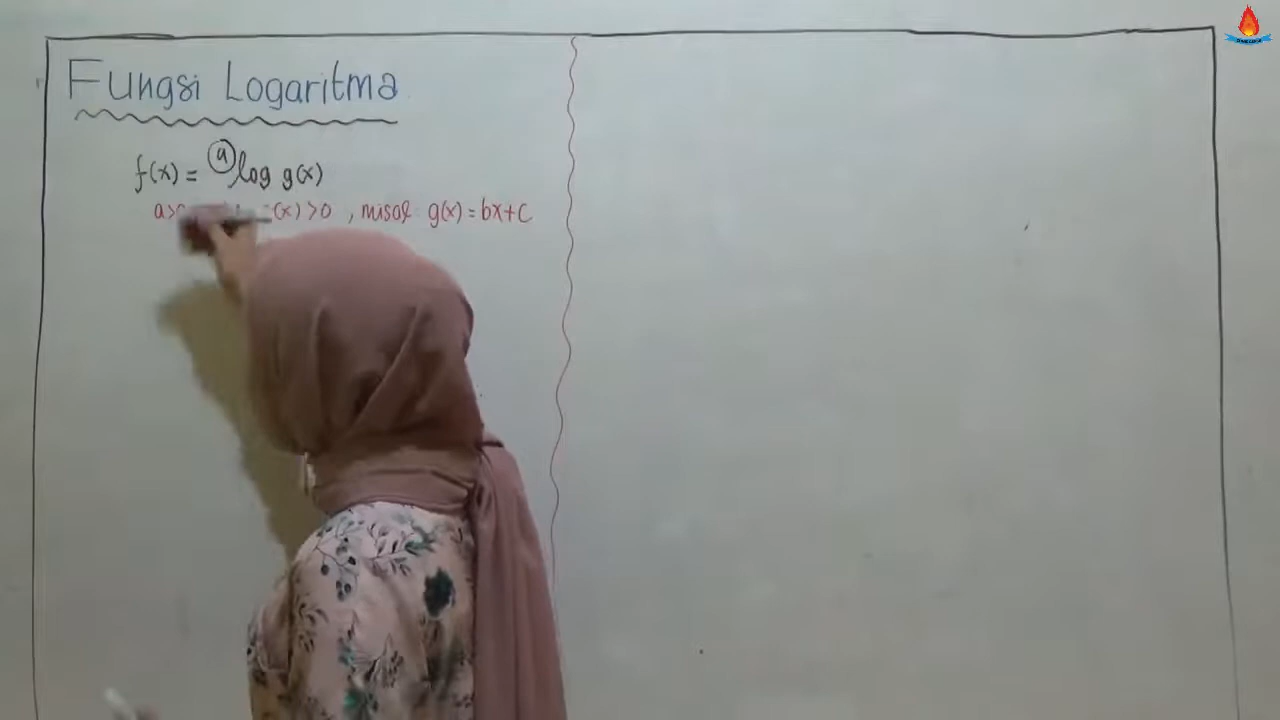 Fungsi Logaritma
f(x) = ᵃlog g(x)
a> (x) >0 , misal g(x) = bx+c